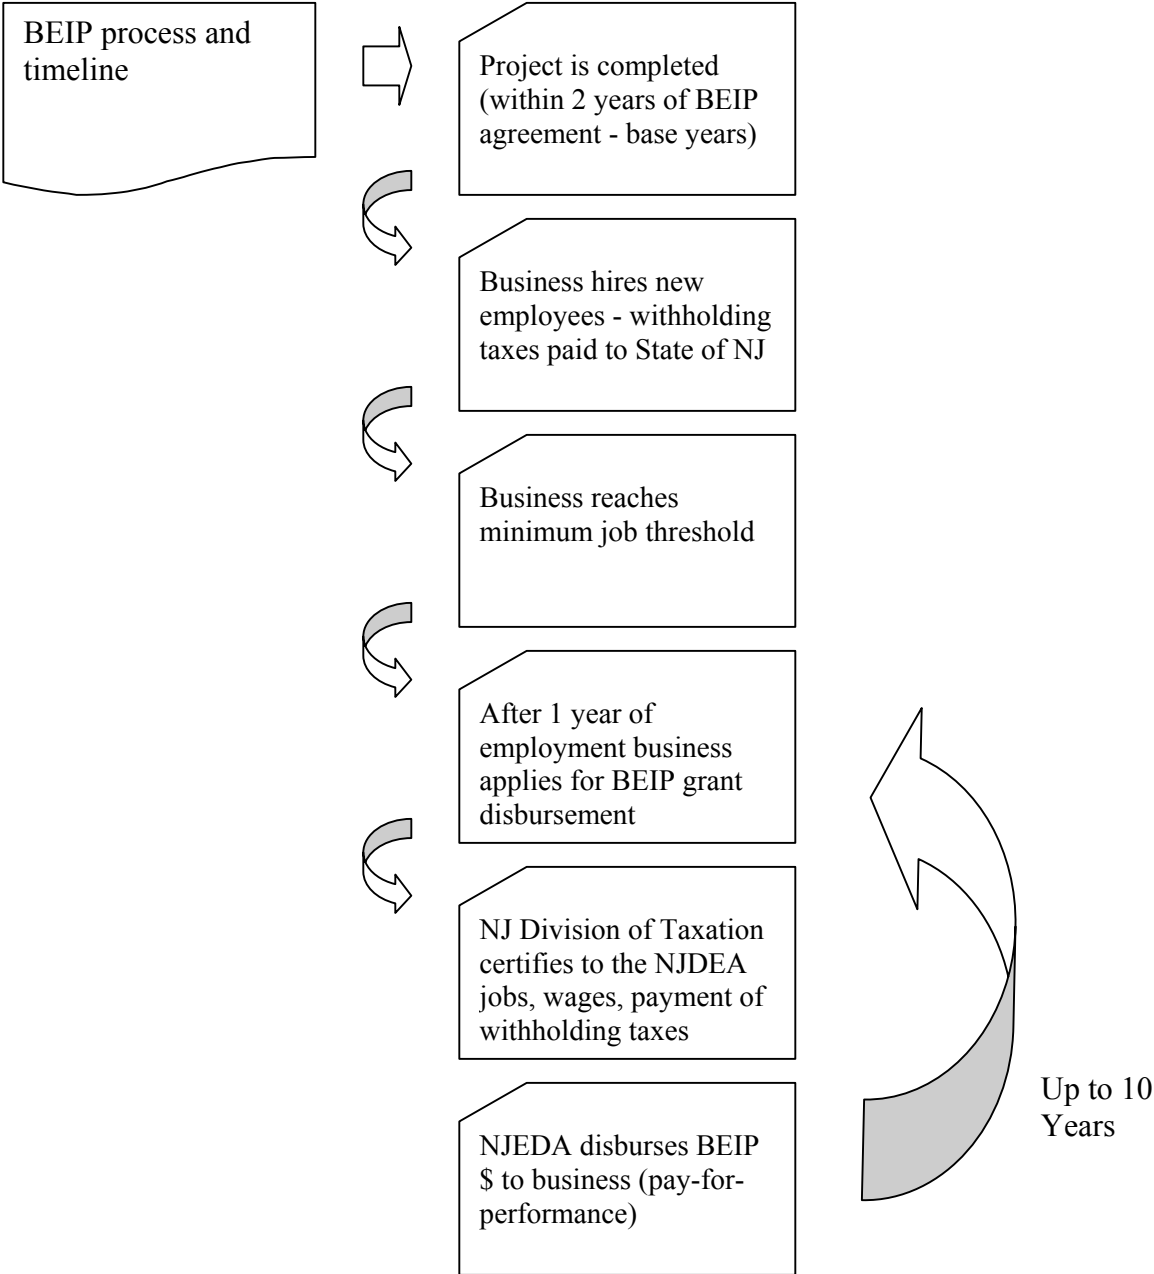 BEIP process and
timeline
Project is completed
(within 2 years of BEIP
agreement - base years)
Business hires new
employees - withholding
taxes paid to State of NJ
Business reaches
minimum job threshold
After 1 year of
employment business
applies for BEIP grant
disbursement
NJ Division of Taxation
certifies to the NJDEA
jobs, wages, payment of
withholding taxes
NJEDA disburses BEIP
$ to business (pay-for-
performance)
Up to 10
Years